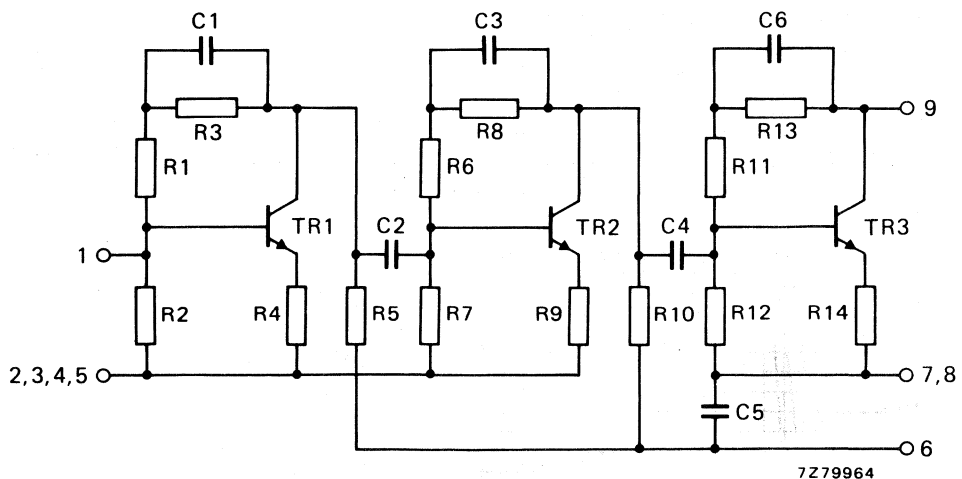 C1
C3
C6
R3
R8
R13
9
R1
R6
R11
TR1
C2
TR2
C4
TR3
1
R2
R4
R5
R7
R9
R10
R12
R14
2,3,4,5
7,8
C5
6
7Z79964